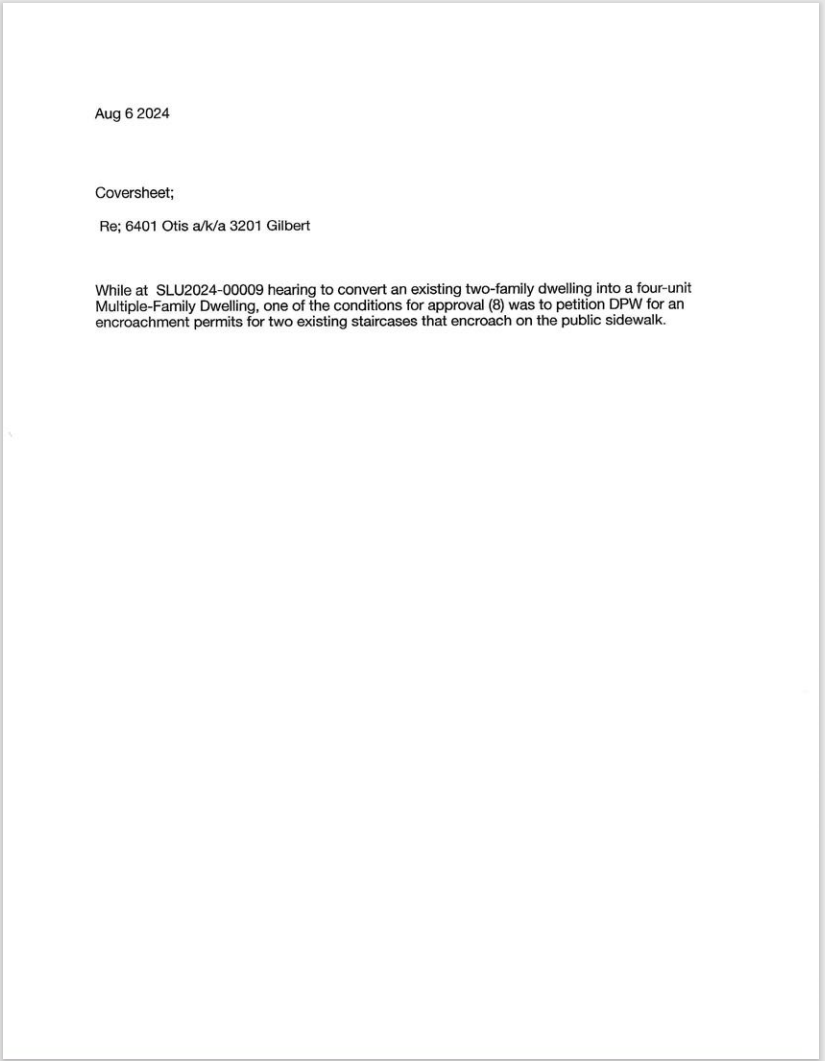 Aug 6 2024
Coversheet;
Re; 6401 Otis a/k/a 3201 Gilbert
While at  SLU2024-00009 hearing to convert an existing two-family dwelling into a four-unit
Multiple-Family Dwelling, one of the conditions for approval (8) was to petition DPW for an
encroachment permits for two existing staircases that encroach on the public sidewalk.